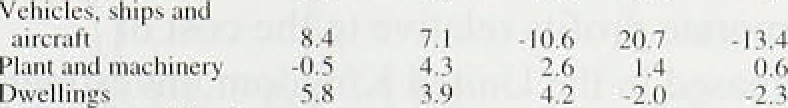 Vehicles, ships and
aircraft 8.4 7.1 -10.6 20.7 -13.4
Plant and machinery -0.5 4.3 2.6 1.4 0.6
Dwellings 5.8 3.9 4.2 -2.0 -2.3